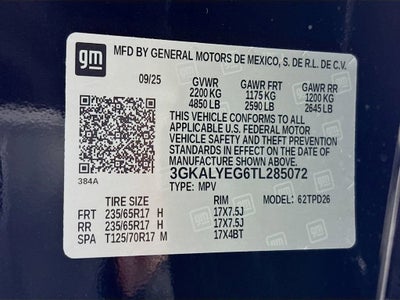 gm MFD BY GENERAL MOTORS DE MEXICO, S. DE R.L. DE C.V.
09/25 GVWR GAWR FRT GAWR RR
2200 KG 1175 KG 1200 KG
4850 LB 2590 LB 2645 LB
THIS VEHICLE CONFORMS TO ALL
APPLICABLE U.S. FEDERAL MOTOR
VEHICLE SAFETY AND THEFT
PREVENTION STANDARDS IN EFFECT
ON THE DATE OF MANUFACTURE
SHOWN ABOVE.
3GKALYEG6TL285072
384A
TYPE: MPV MODEL: 62TPD26
TIRE SIZE RIM
FRT 235/65R17 H 17X7.5J
RR 235/65R17 H 17X7.5J
SPA T125/70R17 M 17X4BT